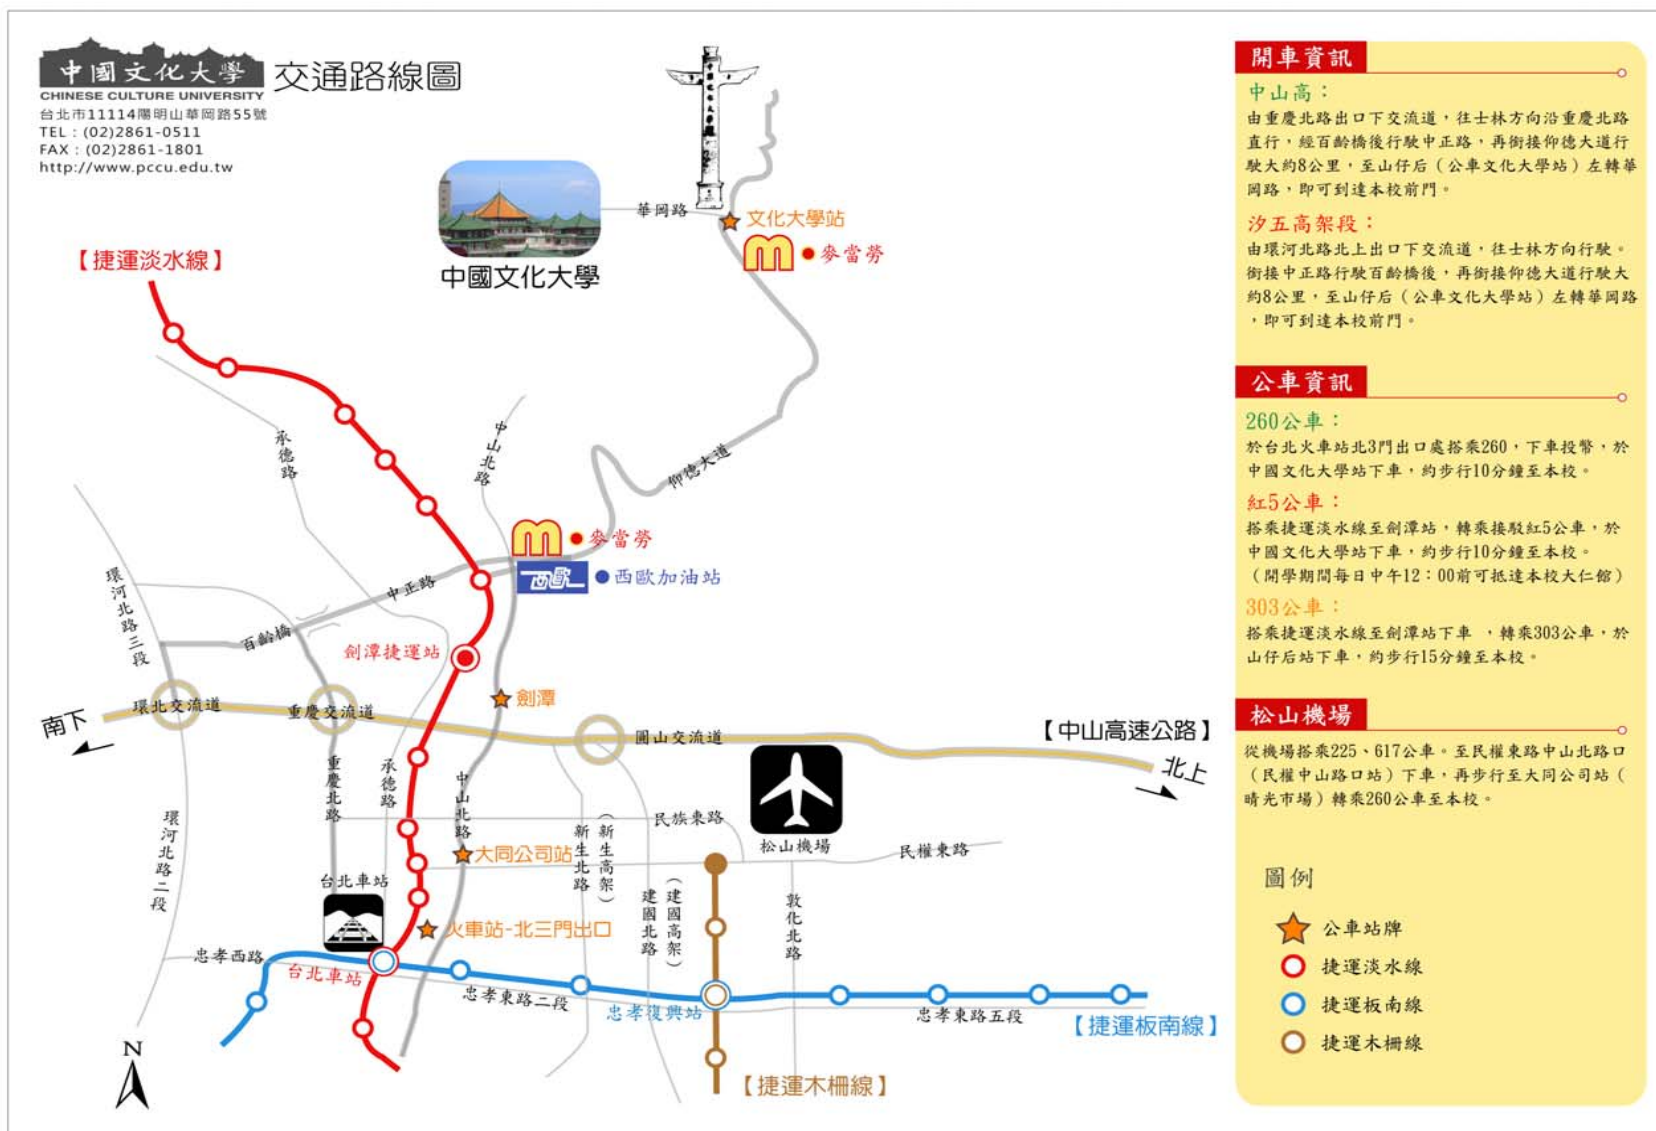 中國文化大學
交通路線圖
CHINESE CULTURE UNIVERSITY
台北市11114陽明山華岡路55號
TEL : (02)2861-0511
FAX : (02)2861-1801
http://www.pccu.edu.tw
華岡路
文化大學站
麥當勞
中國文化大學
【捷運淡水線】
承德路
中山北路
仰德大道
麥當勞
西歐
西歐加油站
中正路
環河北路三段
百齡橋
劍潭捷運站
劍潭
南下
環北交流道
重慶交流道
圓山交流道
【中山高速公路】
北上
重慶北路
承德路
中山北路
環河北路二段
民族東路
松山機場
民權東路
新生北路
(新生高架)
大同公司站
台北車站
建國北路
(建國高架)
敦化北路
火車站-北三門出口
忠孝西路
台北車站
忠孝東路二段
忠孝復興站
忠孝東路五段
【捷運板南線】
【捷運木柵線】
N
開車資訊
中山高：
由重慶北路出口下交流道，往士林方向沿重慶北路
直行，經百齡橋後行駛中正路，再銜接仰德大道行
駛大約8公里，至山仔后（公車文化大學站）左轉華
岡路，即可到達本校前門。
汐五高架段：
由環河北路北上出口下交流道，往士林方向行駛。
銜接中正路行駛百齡橋後，再銜接仰德大道行駛大
約8公里，至山仔后（公車文化大學站）左轉華岡路
，即可到達本校前門。
公車資訊
260公車：
於台北火車站北3門出口處搭乘260，下車投幣，於
中國文化大學站下車，約步行10分鐘至本校。
紅5公車：
搭乘捷運淡水線至劍潭站，轉乘接駁紅5公車，於
中國文化大學站下車，約步行10分鐘至本校。
（開學期間每日中午12：00前可抵達本校大仁館）
303公車：
搭乘捷運淡水線至劍潭站下車 ，轉乘303公車，於
山仔后站下車，約步行15分鐘至本校。
松山機場
從機場搭乘225、617公車。至民權東路中山北路口
（民權中山路口站）下車，再步行至大同公司站（
晴光市場）轉乘260公車至本校。
圖例
公車站牌
捷運淡水線
捷運板南線
捷運木柵線